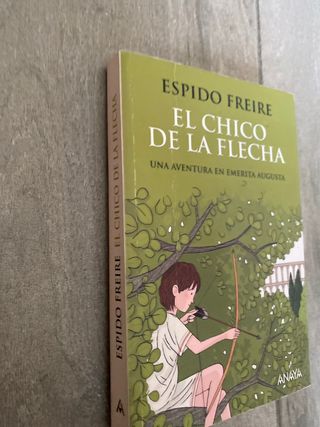 ESPIDO FREIRE
EL CHICO
DE LA FLECHA
UNA AVENTURA EN EMERITA AUGUSTA
ANAYA
ESPIDO FREIRE EL CHICO DE LA FLECHA